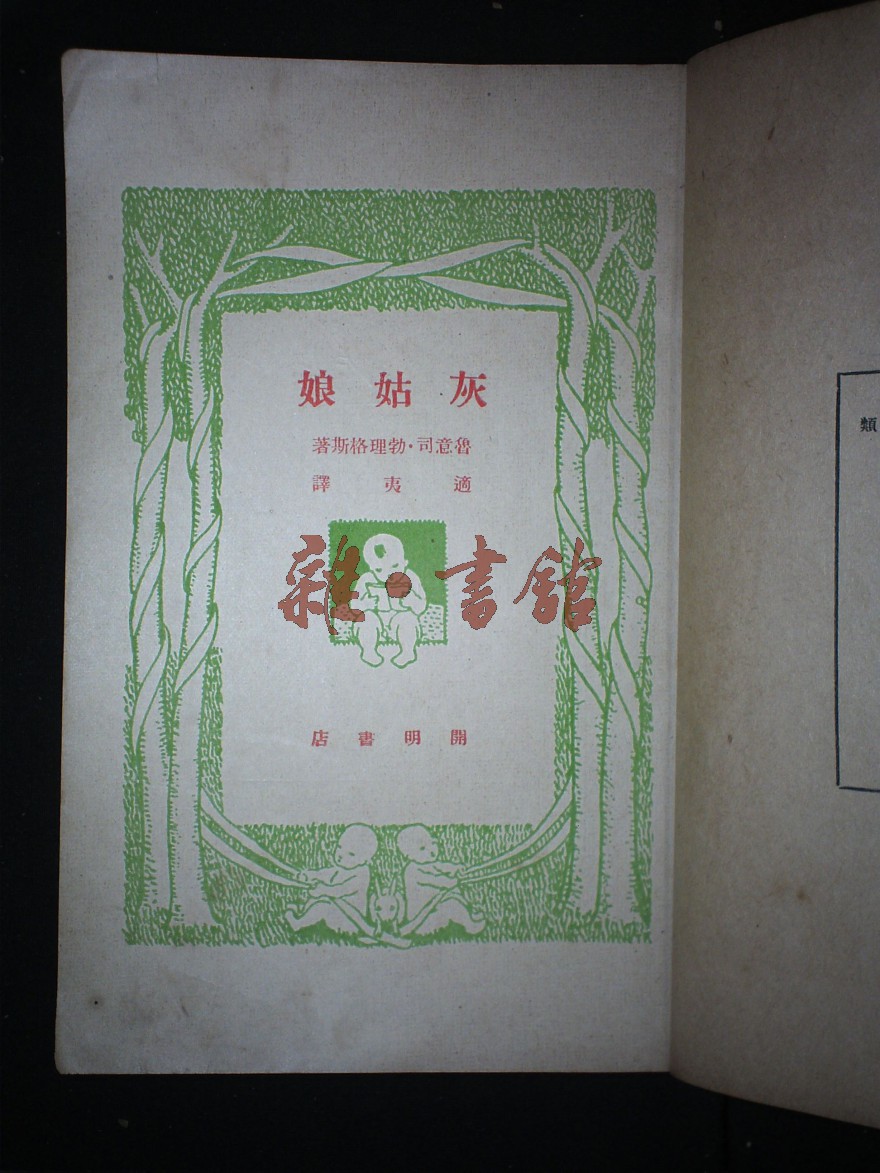 灰姑娘
魯意司·勃理格斯著
適夷譯
雜·書館
開明書店
類